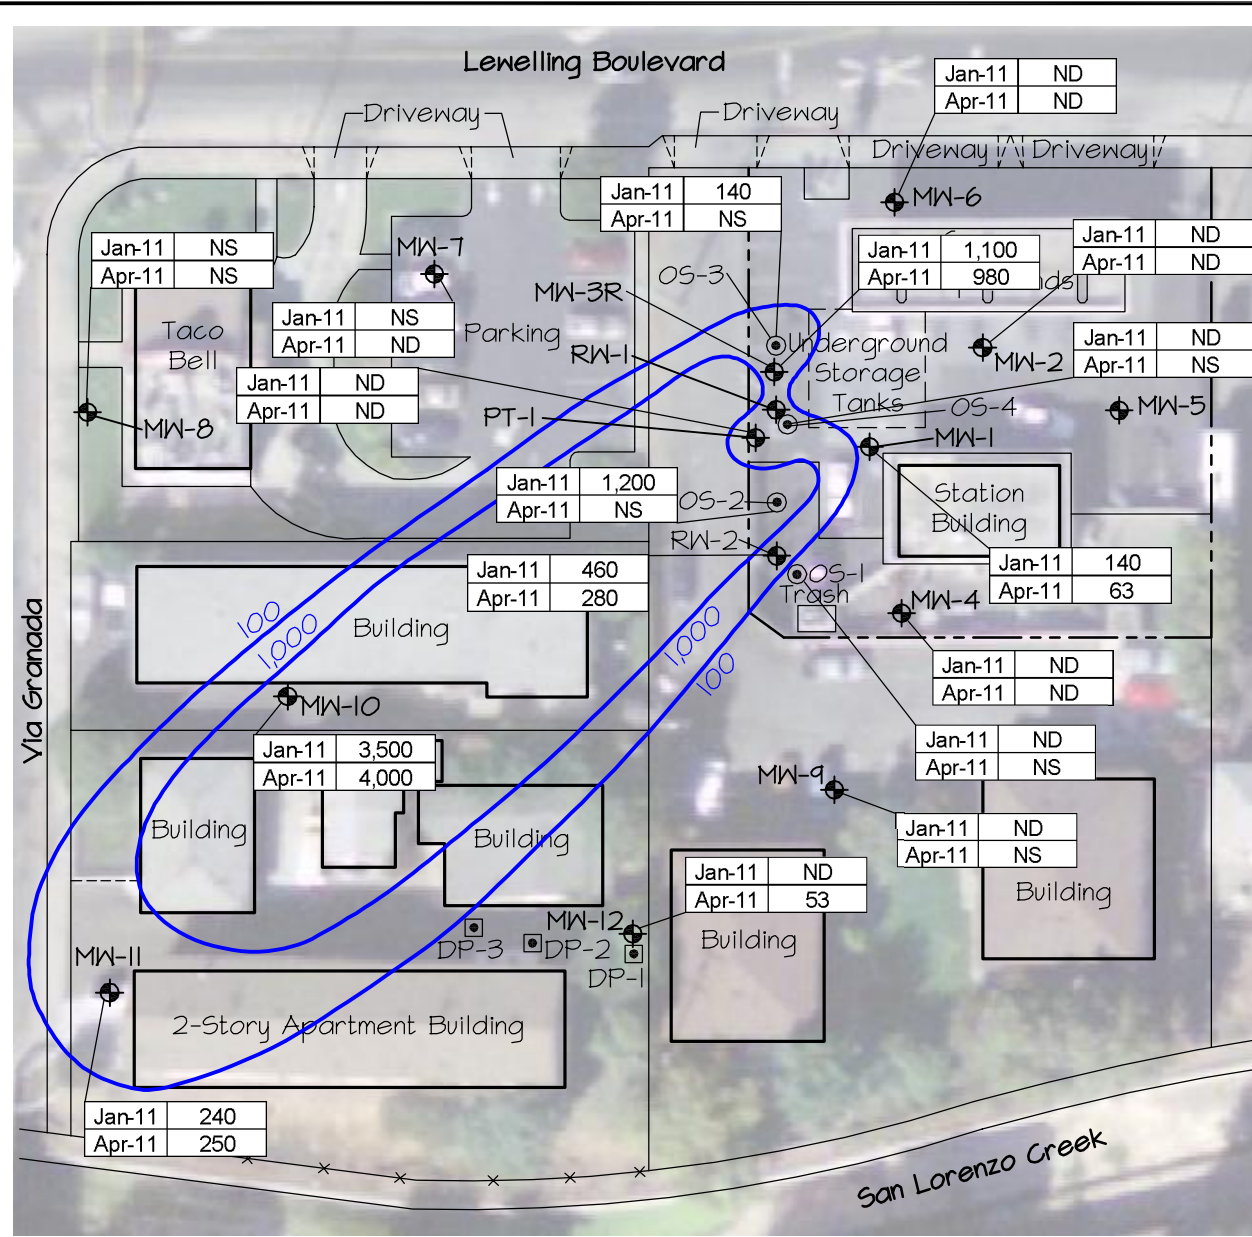 Lewelling Boulevard
Jan-11 ND
Apr-11 ND
Driveway
Driveway
Driveway
Driveway
Jan-11 140
Apr-11 NS
MW-6
Jan-11 NS
Apr-11 NS
MW-7
Jan-11 1,100
Apr-11 980
Jan-11 ND
Apr-11 ND
OS-3
MW-3R
Jan-11 NS
Apr-11 ND
Parking
Taco
Bell
RW-1
Underground
Storage
Tanks
MW-2
Jan-11 ND
Apr-11 NS
Jan-11 ND
Apr-11 ND
PT-1
OS-4
MW-5
MW-8
MW-1
Jan-11 1,200
Apr-11 NS
OS-2
Station
Building
RW-2
Jan-11 460
Apr-11 280
OS-1
Trash
Jan-11 140
Apr-11 63
MW-4
100
1,000
Building
1,000
100
Jan-11 ND
Apr-11 ND
Via Granada
MW-10
Jan-11 3,500
Apr-11 4,000
Jan-11 ND
Apr-11 NS
MW-9
Building
Building
Jan-11 ND
Apr-11 NS
Jan-11 ND
Apr-11 53
Building
MW-12
Building
DP-3
DP-2
DP-1
MW-11
2-Story Apartment Building
Jan-11 240
Apr-11 250
San Lorenzo Creek